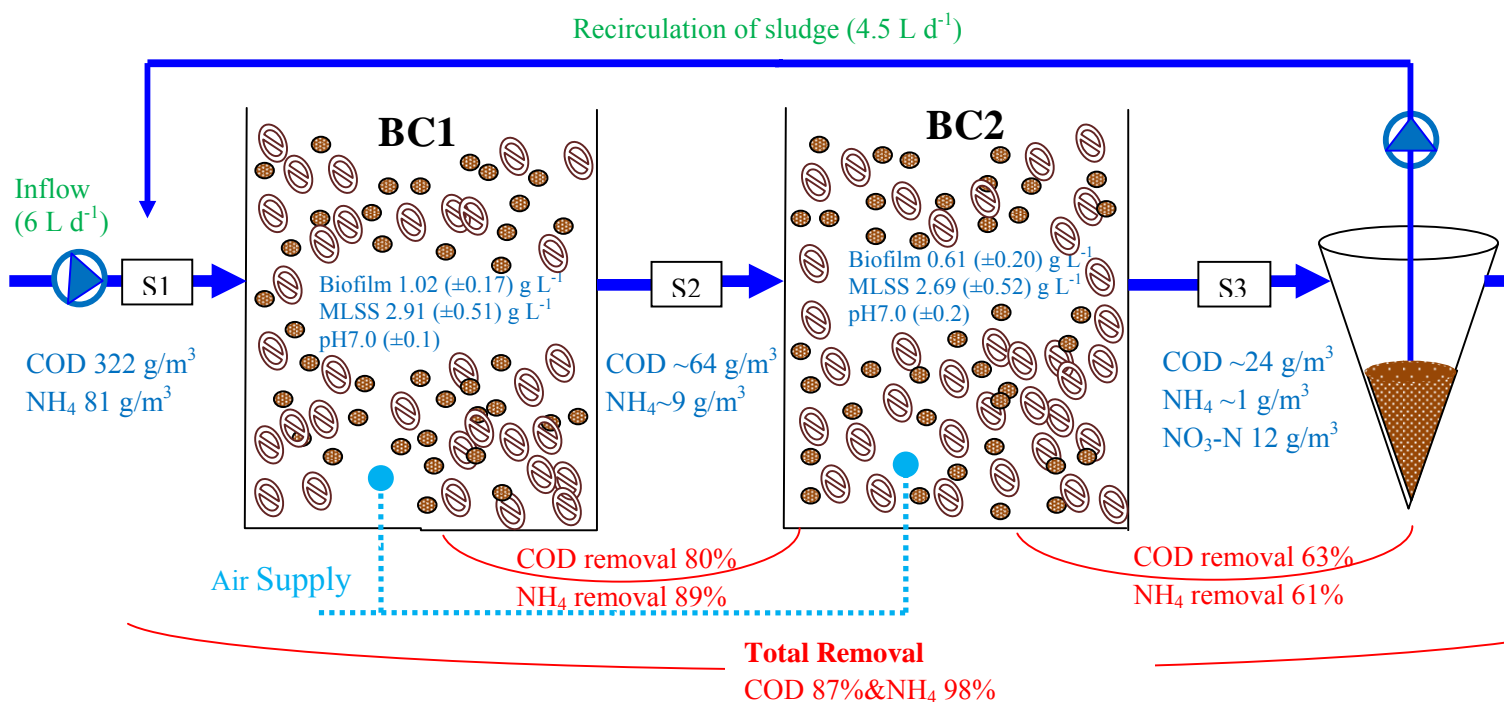 Recirculation of sludge (4.5 L d⁻¹)
BC1
BC2
Inflow
(6 L d⁻¹)
S1
Biofilm 1.02 (±0.17) g L⁻¹
MLSS 2.91 (±0.51) g L⁻¹
pH7.0 (±0.1)
S2
Biofilm 0.61 (±0.20) g L⁻¹
MLSS 2.69 (±0.52) g L⁻¹
pH7.0 (±0.2)
S3
COD 322 g/m³
NH₄ 81 g/m³
COD ~64 g/m³
NH₄~9 g/m³
COD ~24 g/m³
NH₄ ~1 g/m³
NO₃-N 12 g/m³
Air Supply
COD removal 80%
NH₄ removal 89%
COD removal 63%
NH₄ removal 61%
Total Removal
COD 87%&NH₄ 98%